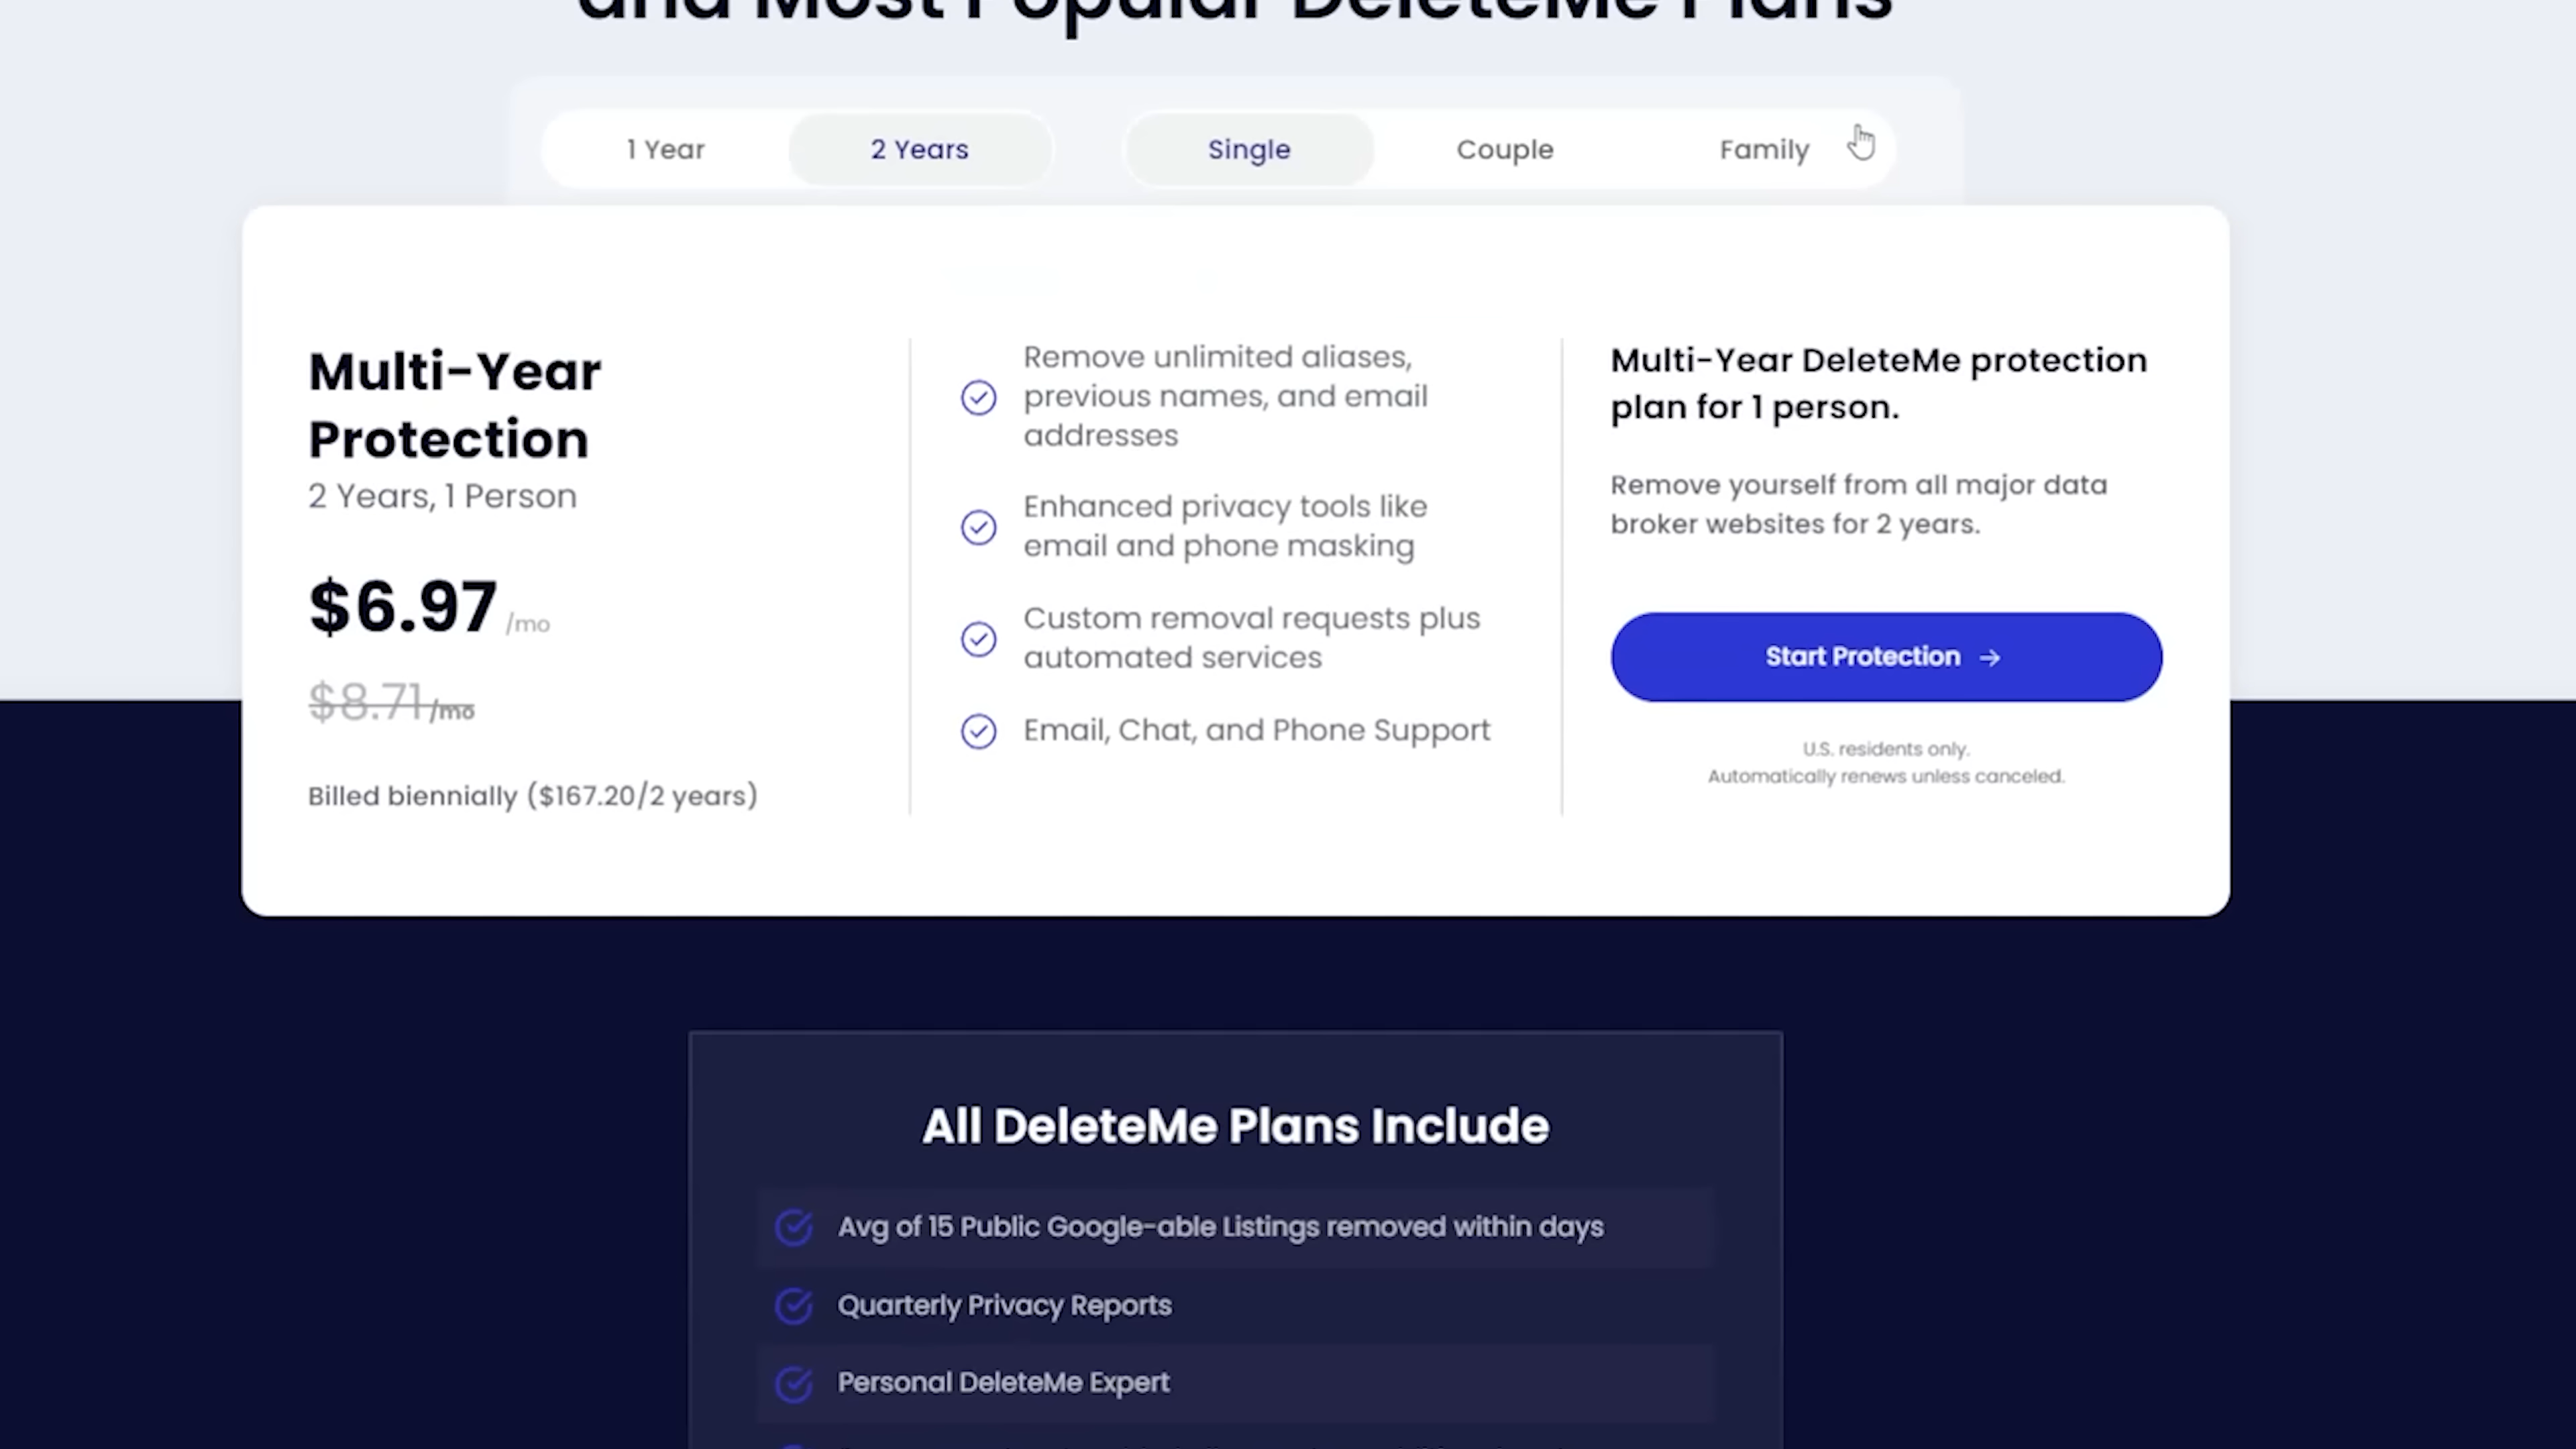 and Most Popular DeleteMe Plans
1 Year
2 Years
Single
Couple
Family
Multi-Year
Protection
2 Years, 1 Person
$6.97 /mo
$8.71/mo
Billed biennially ($167.20/2 years)
Remove unlimited aliases,
previous names, and email
addresses
Enhanced privacy tools like
email and phone masking
Custom removal requests plus
automated services
Email, Chat, and Phone Support
Multi-Year DeleteMe protection
plan for 1 person.
Remove yourself from all major data
broker websites for 2 years.
Start Protection →
U.S. residents only.
Automatically renews unless canceled.
All DeleteMe Plans Include
Avg of 15 Public Google-able Listings removed within days
Quarterly Privacy Reports
Personal DeleteMe Expert